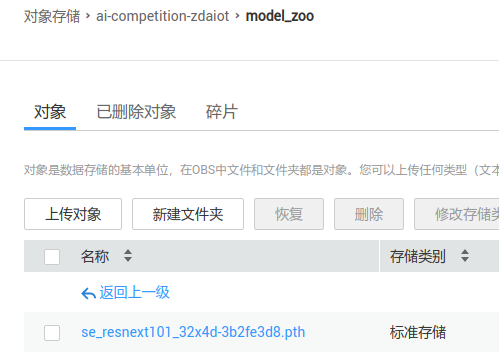 对象存储 › ai-competition-zdaiot › model_zoo
对象 已删除对象 碎片
对象是数据存储的基本单位，在OBS中文件和文件夹都是对象。您可以上传任何类型（文本
上传对象 新建文件夹 恢复 删除 修改存储类
名称 存储类别
返回上一级
se_resnext101_32x4d-3b2fe3d8.pth 标准存储